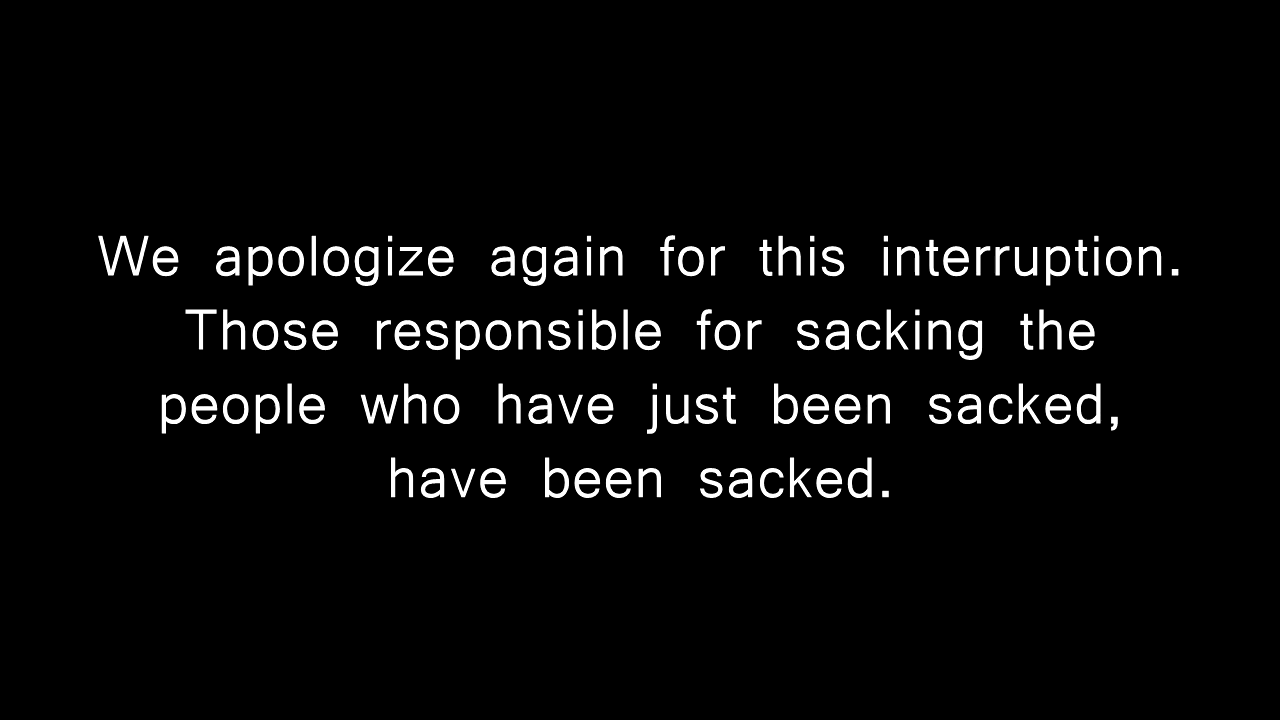 We apologize again for this interruption.
Those responsible for sacking the
people who have just been sacked,
have been sacked.